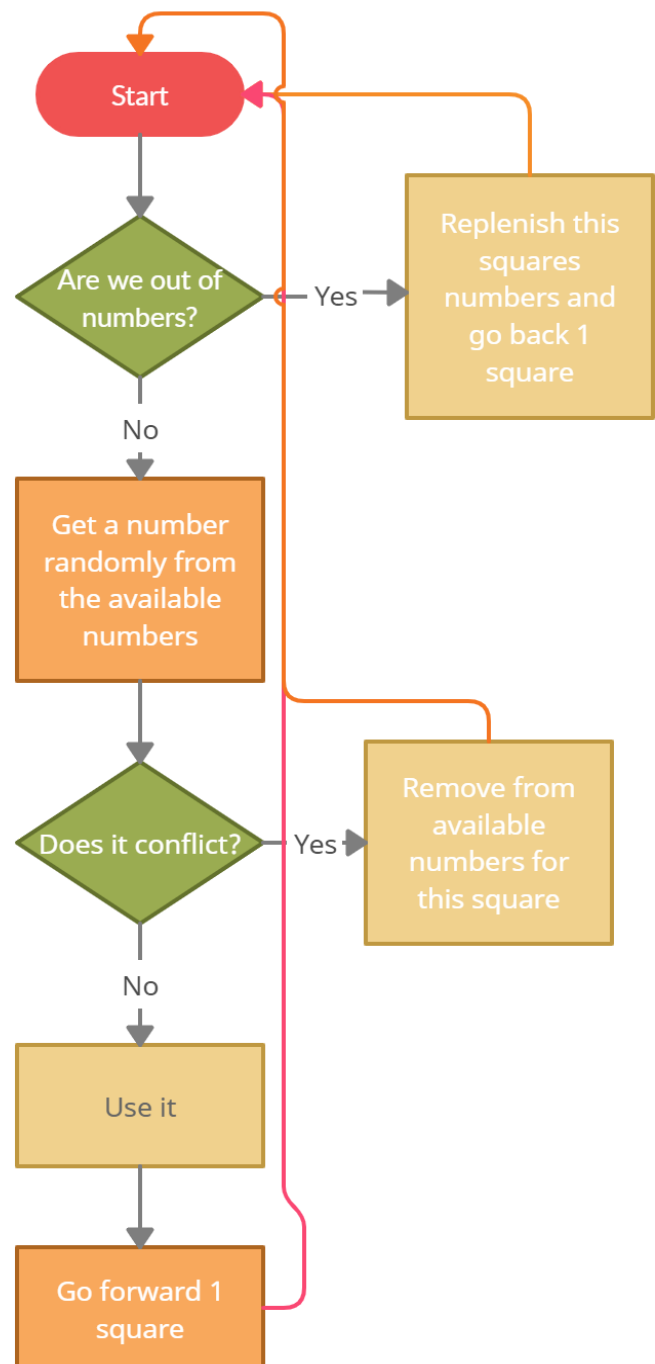 Start
Are we out of
numbers?
Yes
Replenish this
squares
numbers and
go back 1
square
No
Get a number
randomly from
the available
numbers
Does it conflict?
Yes
Remove from
available
numbers for
this square
No
Use it
Go forward 1
square